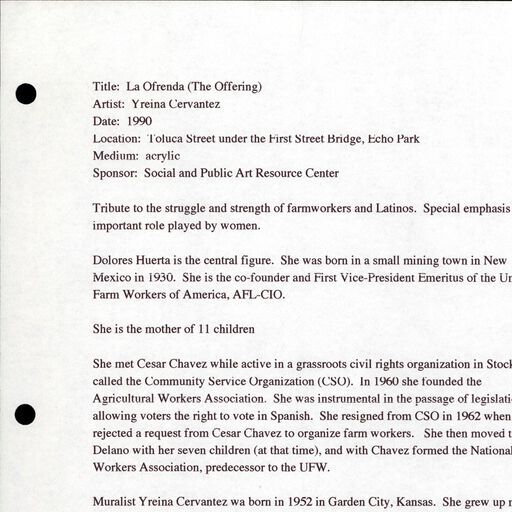 Title: La Ofrenda (The Offering)
Artist: Yreina Cervantez
Date: 1990
Location: Toluca Street under the First Street Bridge, Echo Park
Medium: acrylic
Sponsor: Social and Public Art Resource Center
Tribute to the struggle and strength of farmworkers and Latinos. Special emphasis
important role played by women.
Dolores Huerta is the central figure. She was born in a small mining town in New
Mexico in 1930. She is the co-founder and First Vice-President Emeritus of the
Farm Workers of America, AFL-CIO.
She is the mother of 11 children
She met Cesar Chavez while active in a grassroots civil rights organization in
called the Community Service Organization (CSO). In 1960 she founded the
Agricultural Workers Association. She was instrumental in the passage of
allowing voters the right to vote in Spanish. She resigned from CSO in 1962 when
rejected a request from Cesar Chavez to organize farm workers. She then moved
Delano with her seven children (at that time), and with Chavez formed the National
Workers Association, predecessor to the UFW.
Muralist Yreina Cervantez wa born in 1952 in Garden City, Kansas. She grew up